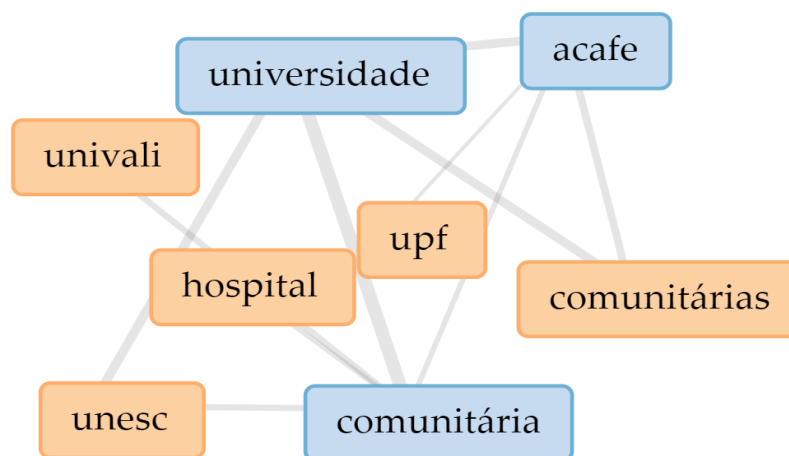 acafe
universidade
univali
upf
hospital
comunitárias
unesc
comunitária